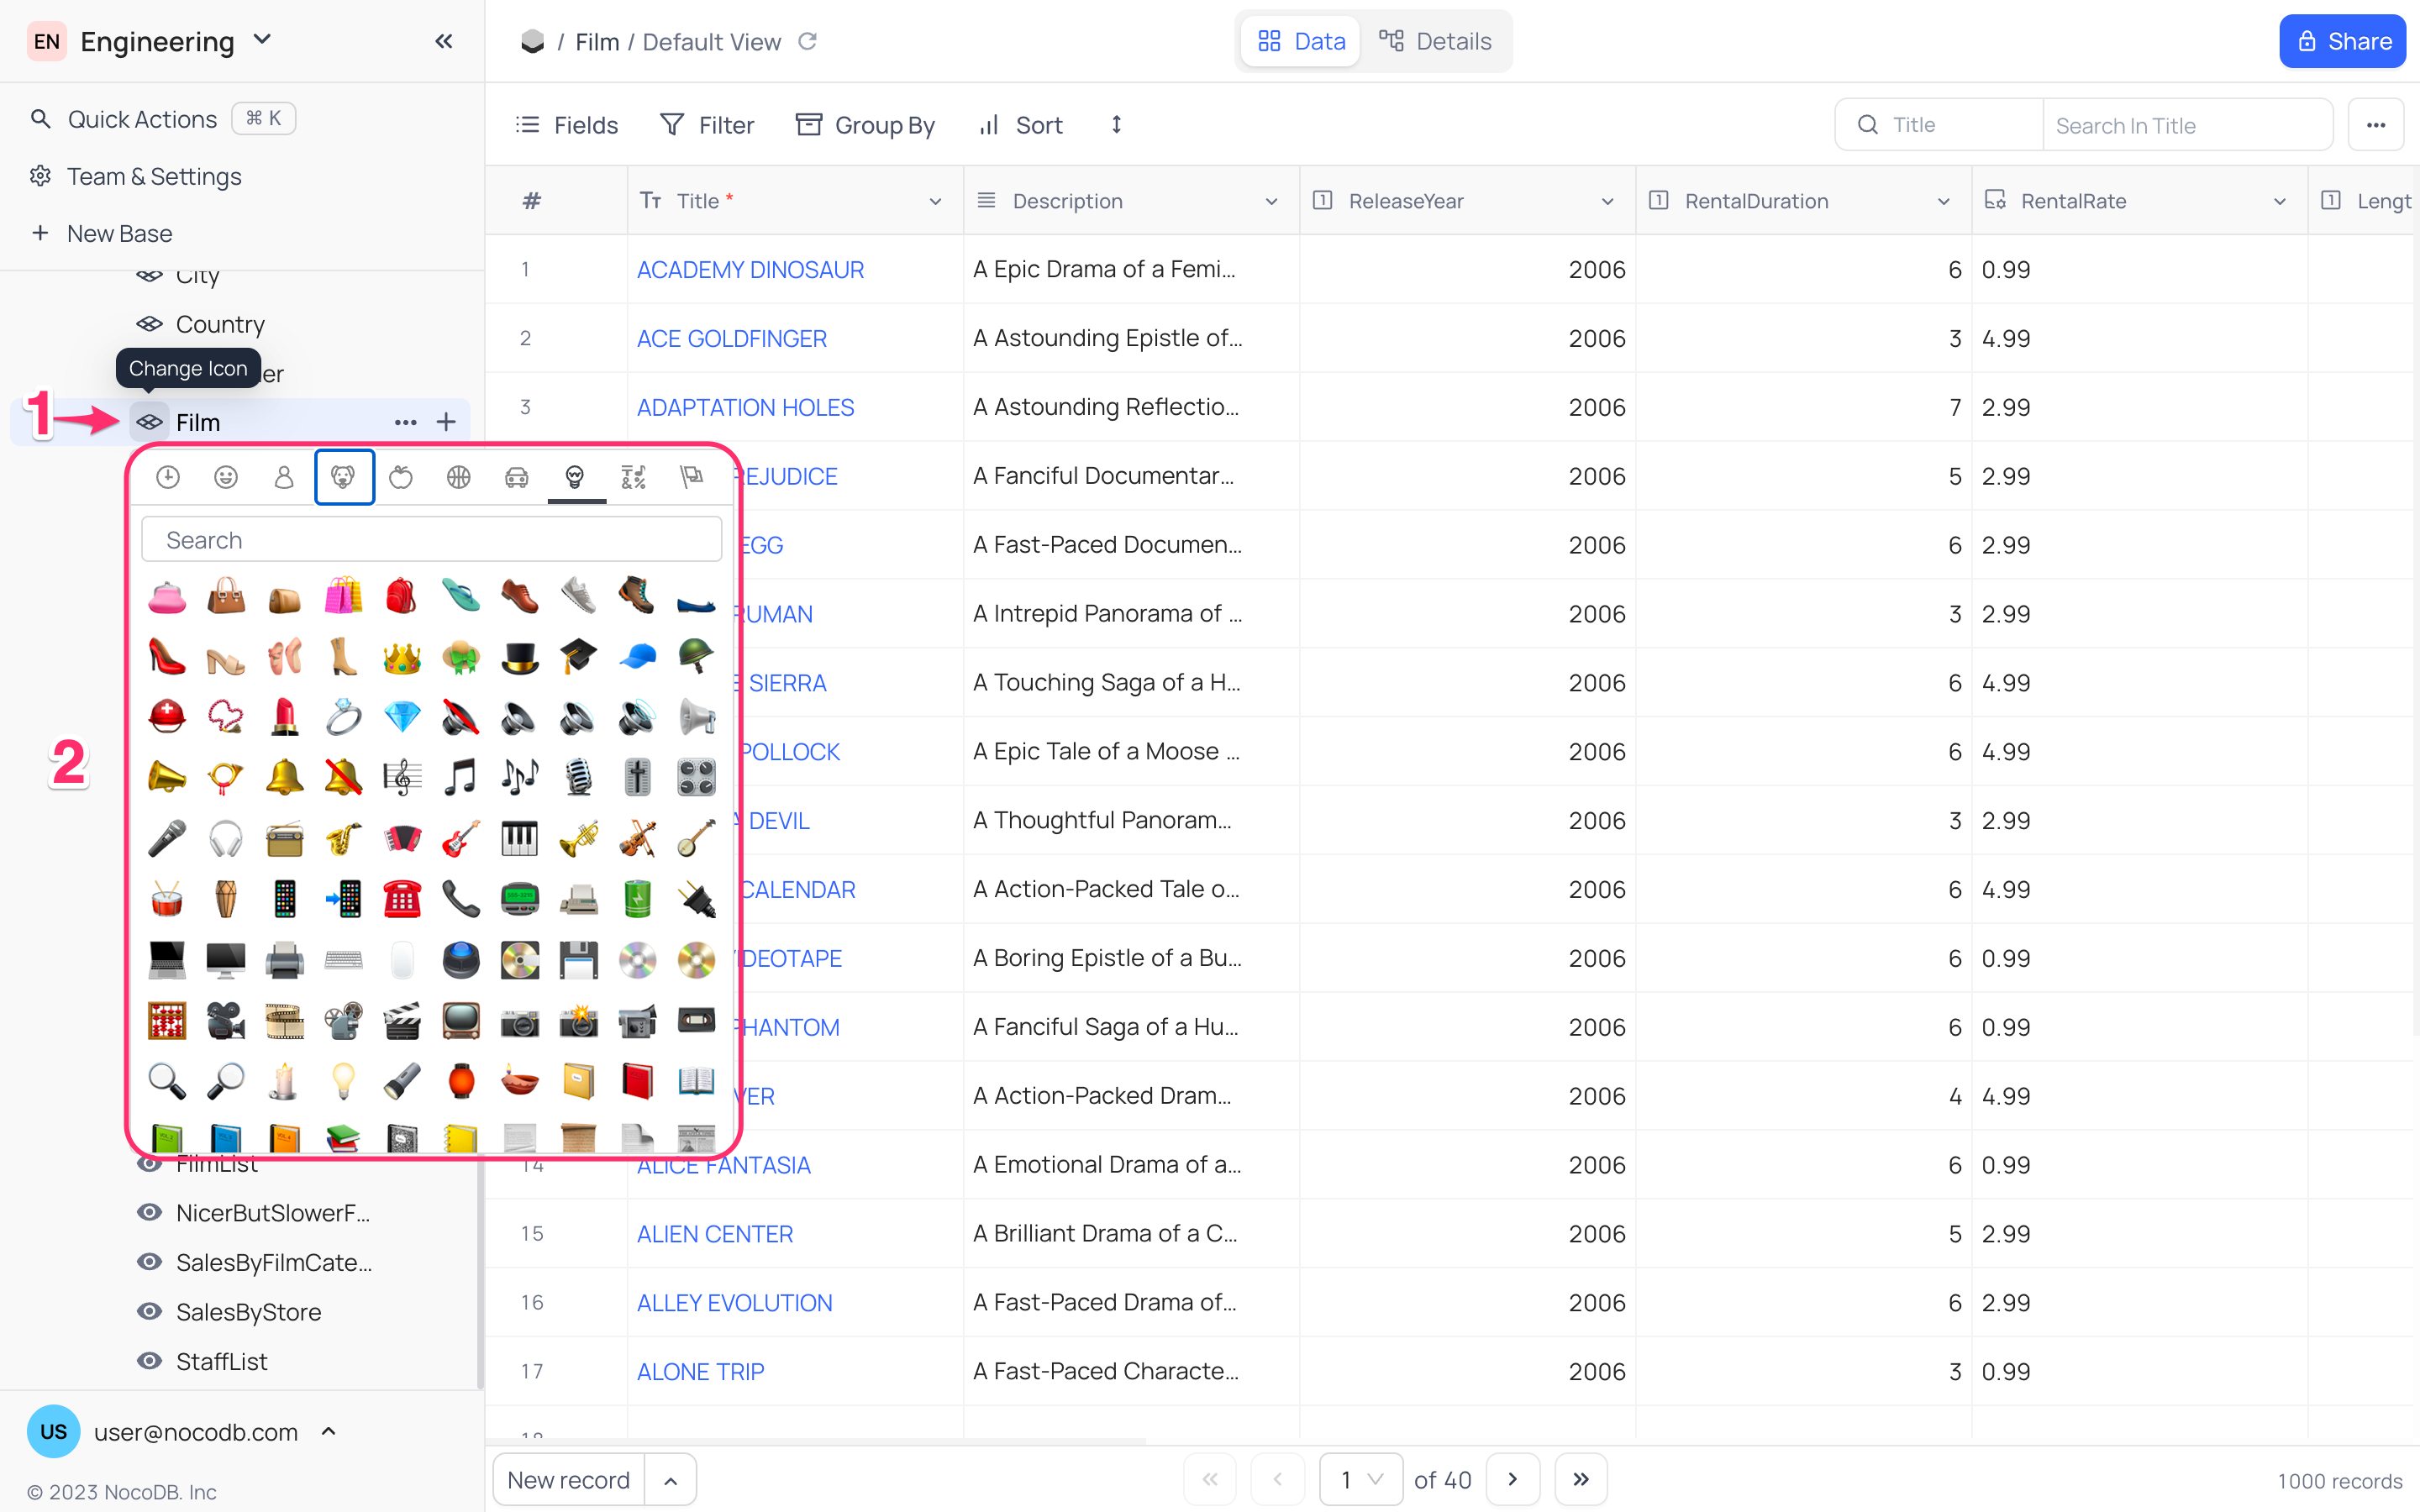 EN Engineering
/ Film / Default View
Data Details
Share
Quick Actions ⌘ K
Team & Settings
New Base
Fields Filter Group By Sort
Title Search In Title
City
Country
Change Icon
er
1
Film
2
Search
# Title * Description ReleaseYear RentalDuration RentalRate Lengt
1 ACADEMY DINOSAUR A Epic Drama of a Femi... 2006 6 0.99
2 ACE GOLDFINGER A Astounding Epistle of... 2006 3 4.99
3 ADAPTATION HOLES A Astounding Reflectio... 2006 7 2.99
REJUDICE A Fanciful Documentar... 2006 5 2.99
EGG A Fast-Paced Documen... 2006 6 2.99
RUMAN A Intrepid Panorama of ... 2006 3 2.99
E SIERRA A Touching Saga of a H... 2006 6 4.99
POLLOCK A Epic Tale of a Moose ... 2006 6 4.99
A DEVIL A Thoughtful Panoram... 2006 3 2.99
CALENDAR A Action-Packed Tale o... 2006 6 4.99
VIDEOTAPE A Boring Epistle of a Bu... 2006 6 0.99
PHANTOM A Fanciful Saga of a Hu... 2006 6 0.99
VER A Action-Packed Dram... 2006 4 4.99
14 ALICE FANTASIA A Emotional Drama of a... 2006 6 0.99
15 ALIEN CENTER A Brilliant Drama of a C... 2006 5 2.99
16 ALLEY EVOLUTION A Fast-Paced Drama of... 2006 6 2.99
17 ALONE TRIP A Fast-Paced Characte... 2006 3 0.99
18
FilmList
NicerButSlowerF...
SalesByFilmCate...
SalesByStore
StaffList
US user@nocodb.com
© 2023 NocoDB. Inc
New record
1 of 40
1000 records